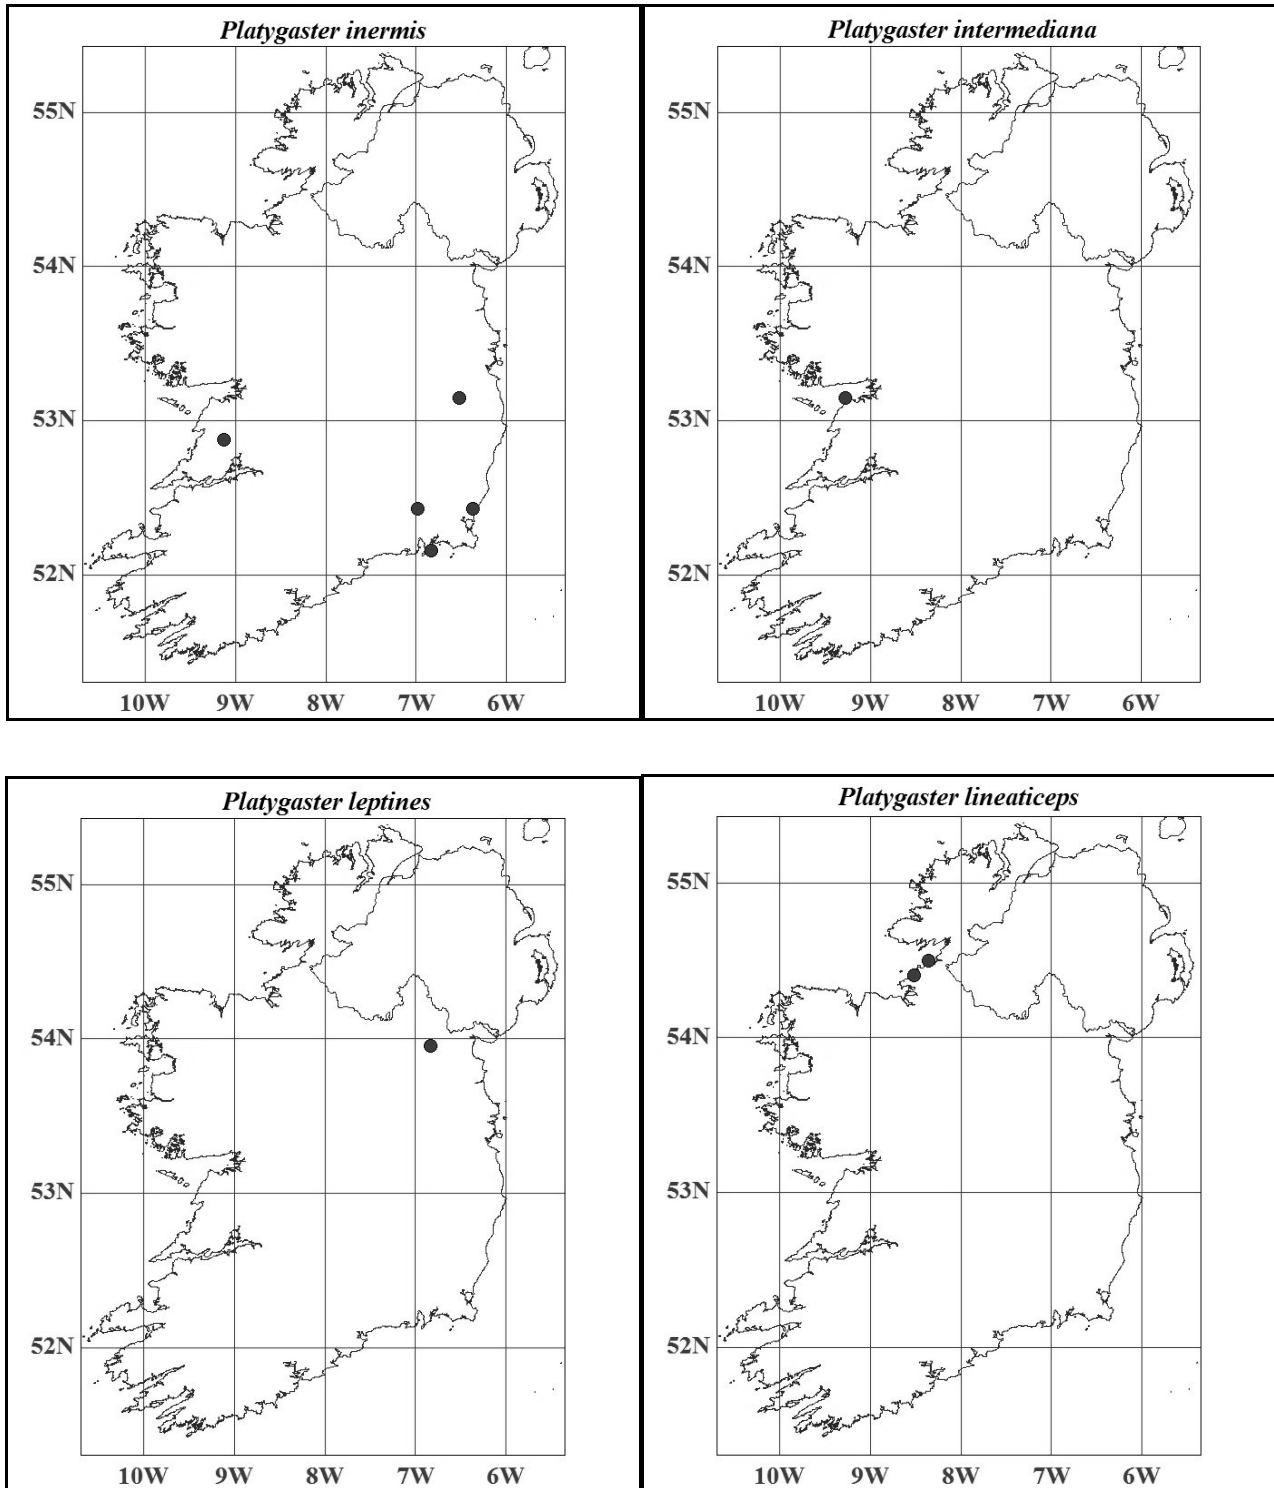 Platygaster inermis
55N
54N
53N
52N
10W 9W 8W 7W 6W
Platygaster intermediana
55N
54N
53N
52N
10W 9W 8W 7W 6W
Platygaster leptines
55N
54N
53N
52N
10W 9W 8W 7W 6W
Platygaster lineaticeps
55N
54N
53N
52N
10W 9W 8W 7W 6W